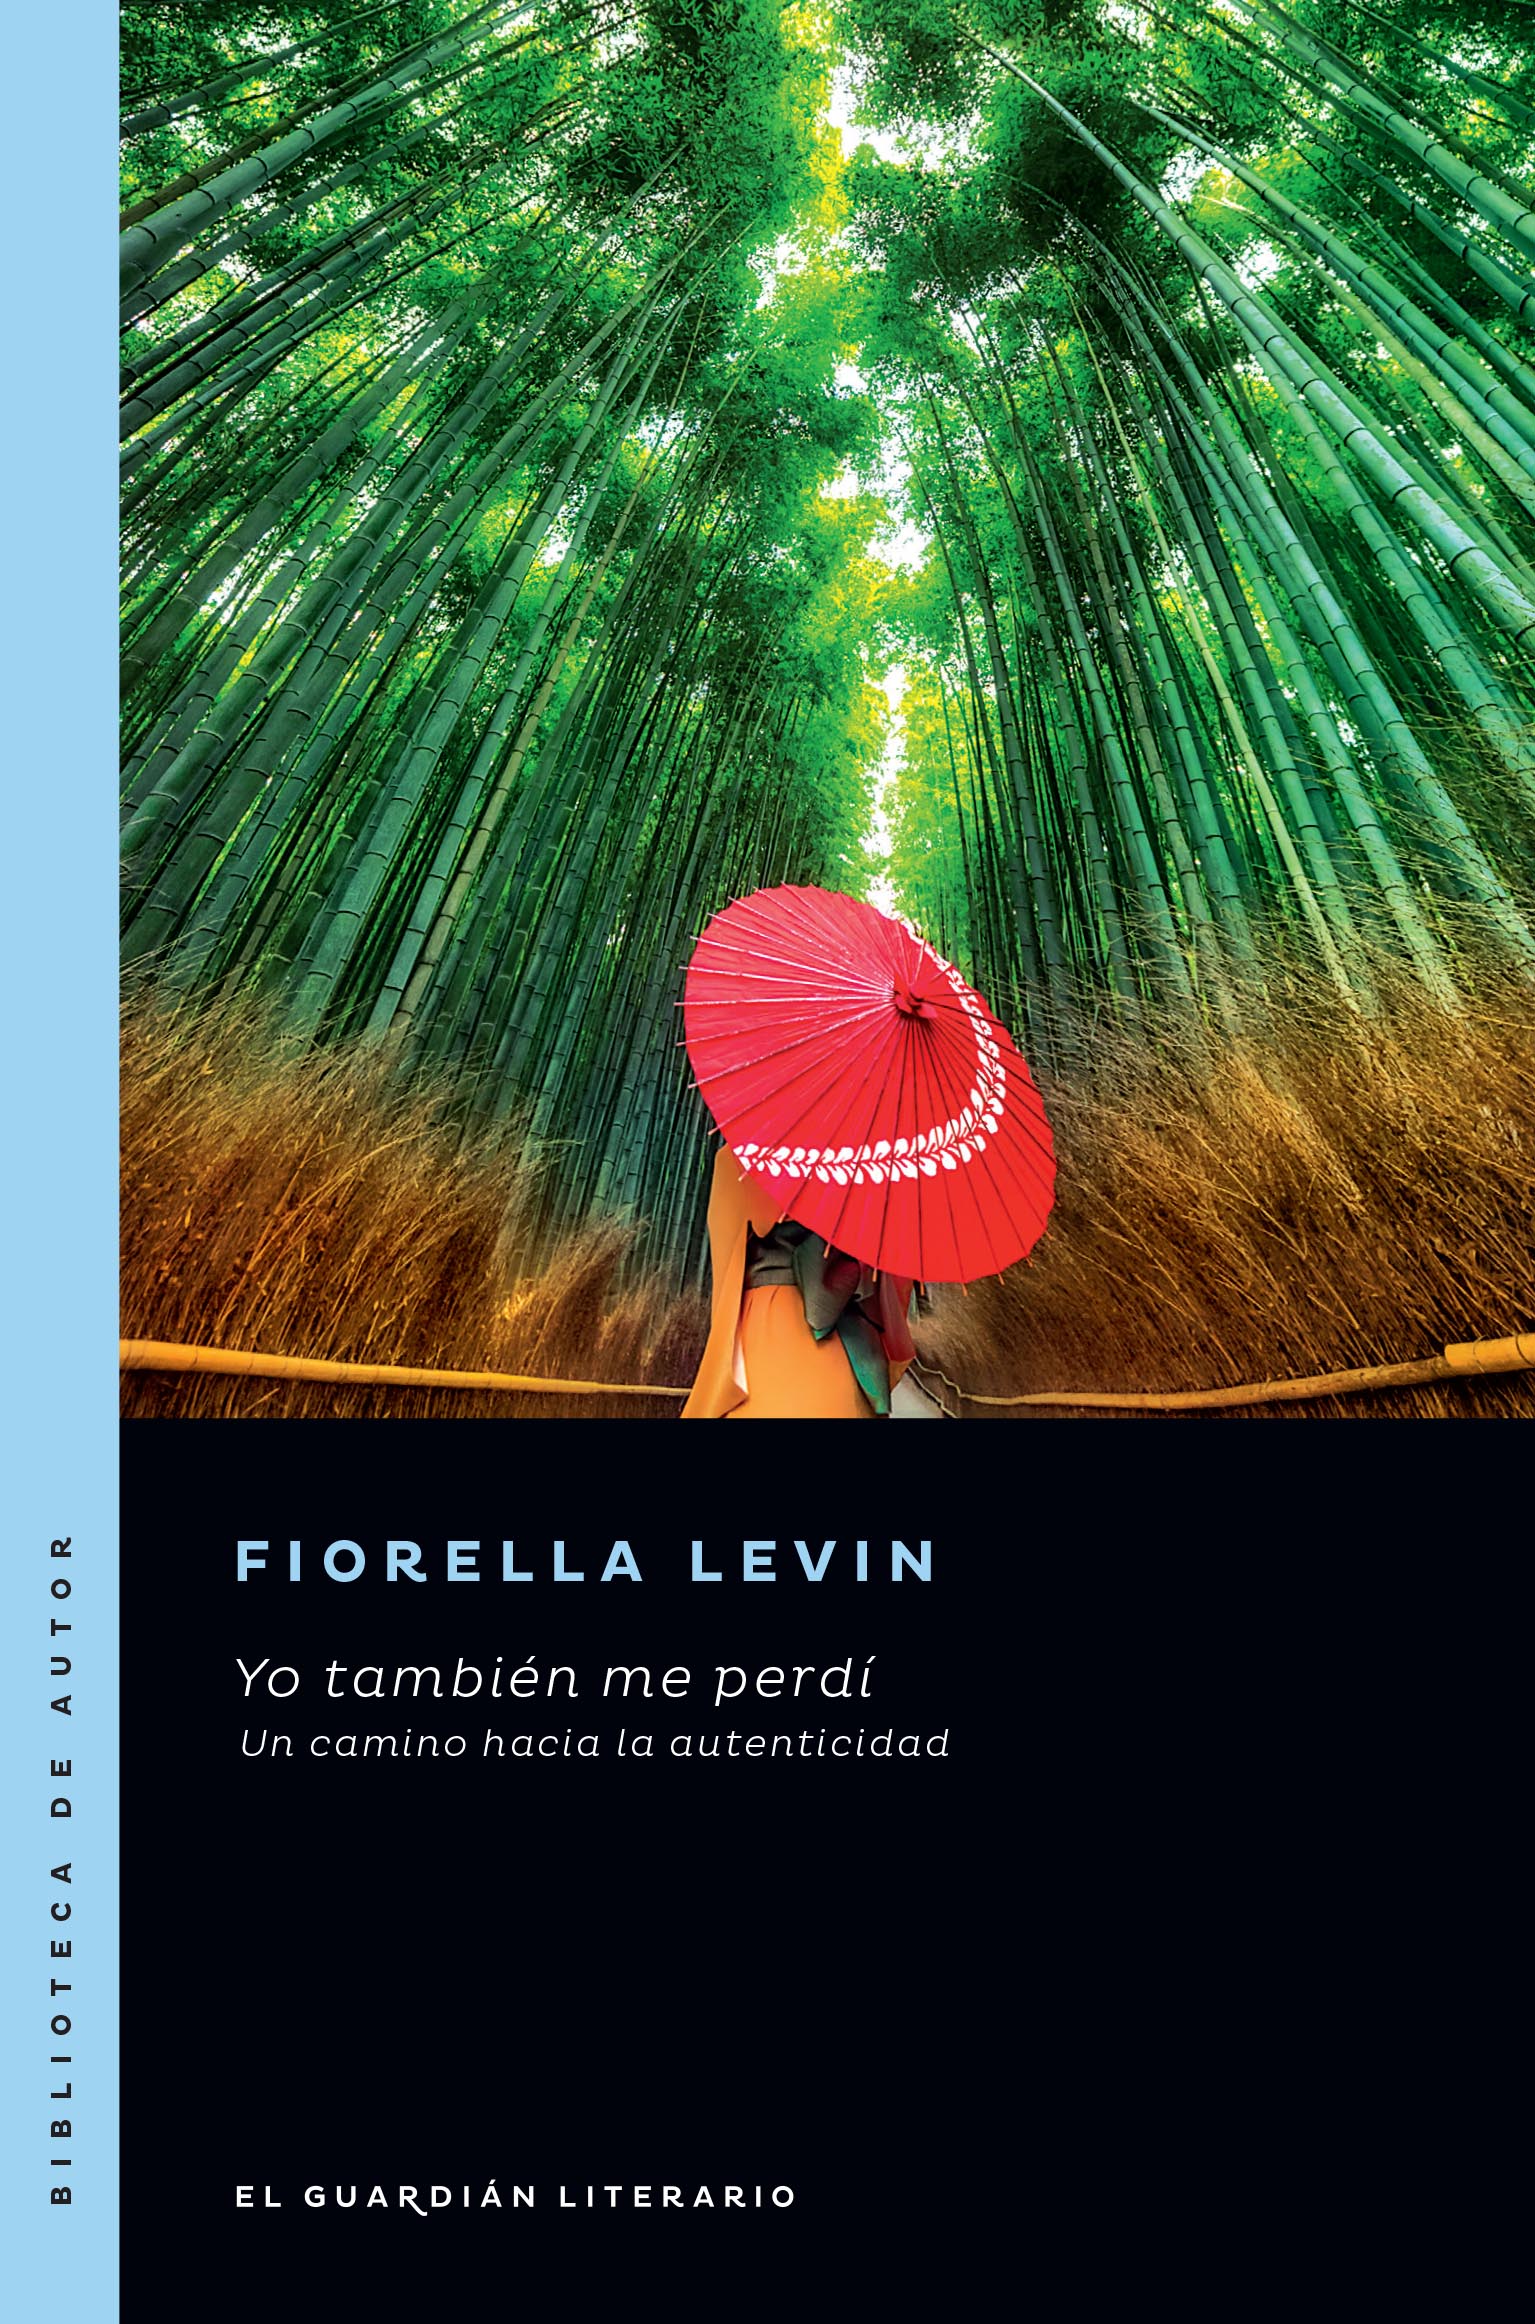 FIORELLA LEVIN
Yo también me perdí
Un camino hacia la autenticidad
EL GUARDIÁN LITERARIO
BIBLIOTECA DE AUTOR